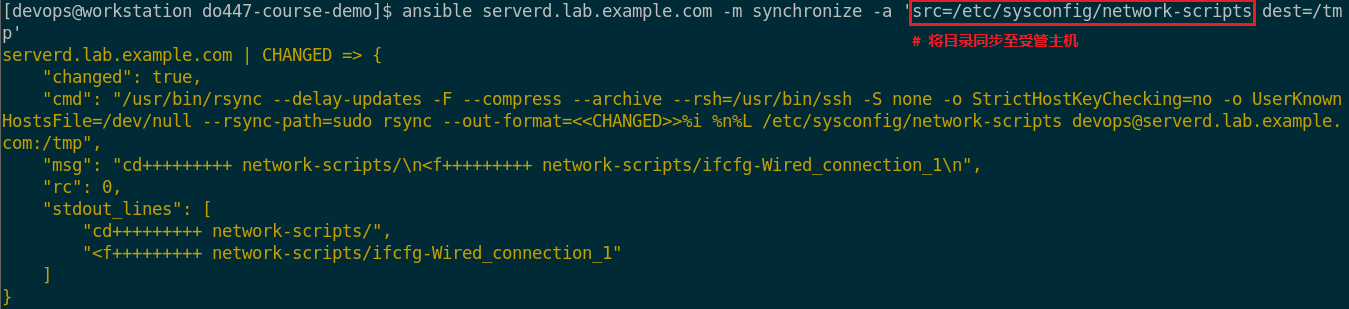 [devops@workstation do447-course-demo]$ ansible serverd.lab.example.com -m synchronize -a 'src=/etc/sysconfig/network-scripts dest=/tm
p'
# 将目录同步至受管主机
serverd.lab.example.com | CHANGED => {
    "changed": true,
    "cmd": "/usr/bin/rsync --delay-updates -F --compress --archive --rsh=/usr/bin/ssh -S none -o StrictHostKeyChecking=no -o UserKnown
HostsFile=/dev/null --rsync-path=sudo rsync --out-format=<<CHANGED>>%i %n%L /etc/sysconfig/network-scripts devops@serverd.lab.example.
com:/tmp",
    "msg": "cd+++++++++ network-scripts/\n<f+++++++++ network-scripts/ifcfg-Wired_connection_1\n",
    "rc": 0,
    "stdout_lines": [
        "cd+++++++++ network-scripts/",
        "<f+++++++++ network-scripts/ifcfg-Wired_connection_1"
    ]
}